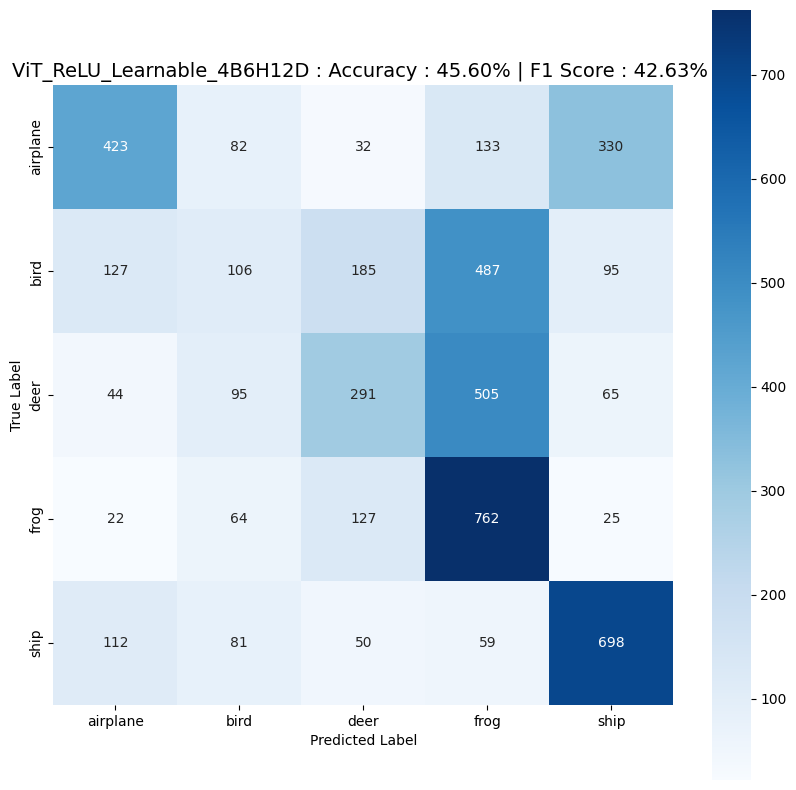 ViT_ReLU_Learnable_4B6H12D : Accuracy : 45.60% | F1 Score : 42.63%
True Label
airplane
423 82 32 133 330
bird
127 106 185 487 95
deer
44 95 291 505 65
frog
22 64 127 762 25
ship
112 81 50 59 698
airplane bird deer frog ship
Predicted Label
700
600
500
400
300
200
100